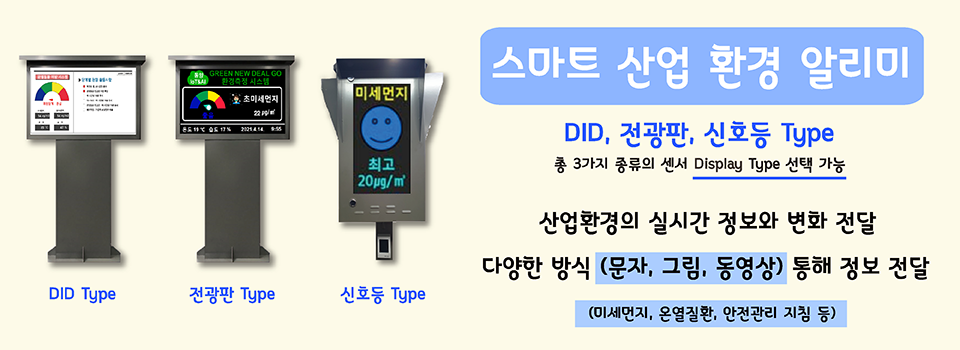 스마트 산업 환경 알리미
DID, 전광판, 신호등 Type
총 3가지 종류의 센서 Display Type 선택 가능
산업환경의 실시간 정보와 변화 전달
다양한 방식 (문자, 그림, 동영상) 통해 정보 전달
(미세먼지, 온열질환, 안전관리 지침 등)
GREEN NEW DEAL GO
환경측정 시스템
초미세먼지
22 µg/㎥
온도 19 ℃ 습도 17 % 2021.4.14. 9:55
미세먼지
최고
20µg/㎥
DID Type
전광판 Type
신호등 Type